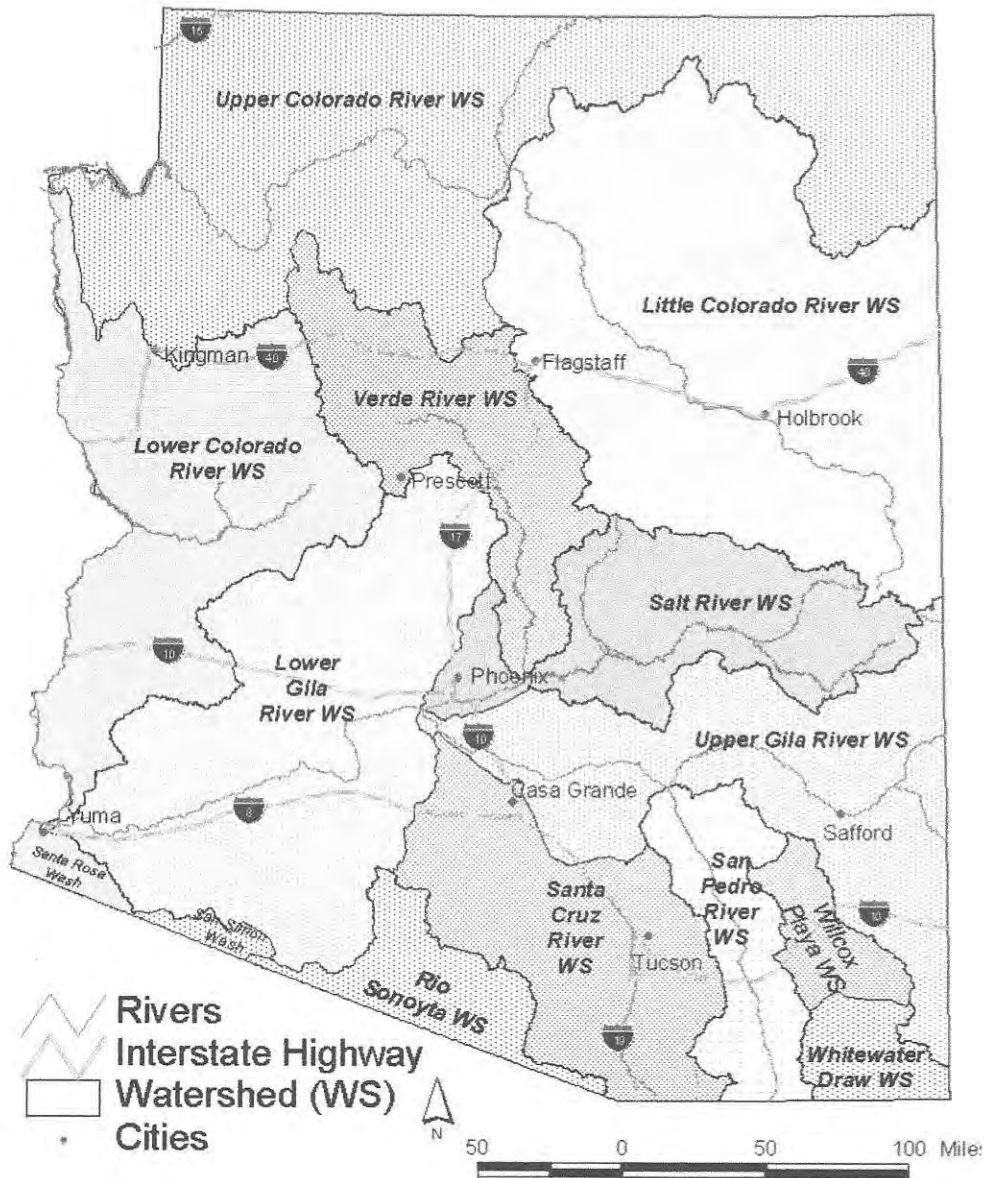 15
Upper Colorado River WS
Little Colorado River WS
Kingman
40
Flagstaff
40
Verde River WS
Holbrook
Lower Colorado
River WS
Prescott
17
Salt River WS
10
Lower
Gila
River WS
Phoenix
10
Upper Gila River WS
Casa Grande
8
Yuma
Safford
Santa Rosa
Wash
San Simon
Wash
Santa
Cruz
River
WS
San
Pedro
River
WS
Willcox
Playa WS
10
Tucson
Rio
Sonoyta WS
19
Whitewater
Draw WS
Rivers
Interstate Highway
Watershed (WS)
Cities
N
50 0 50 100 Miles